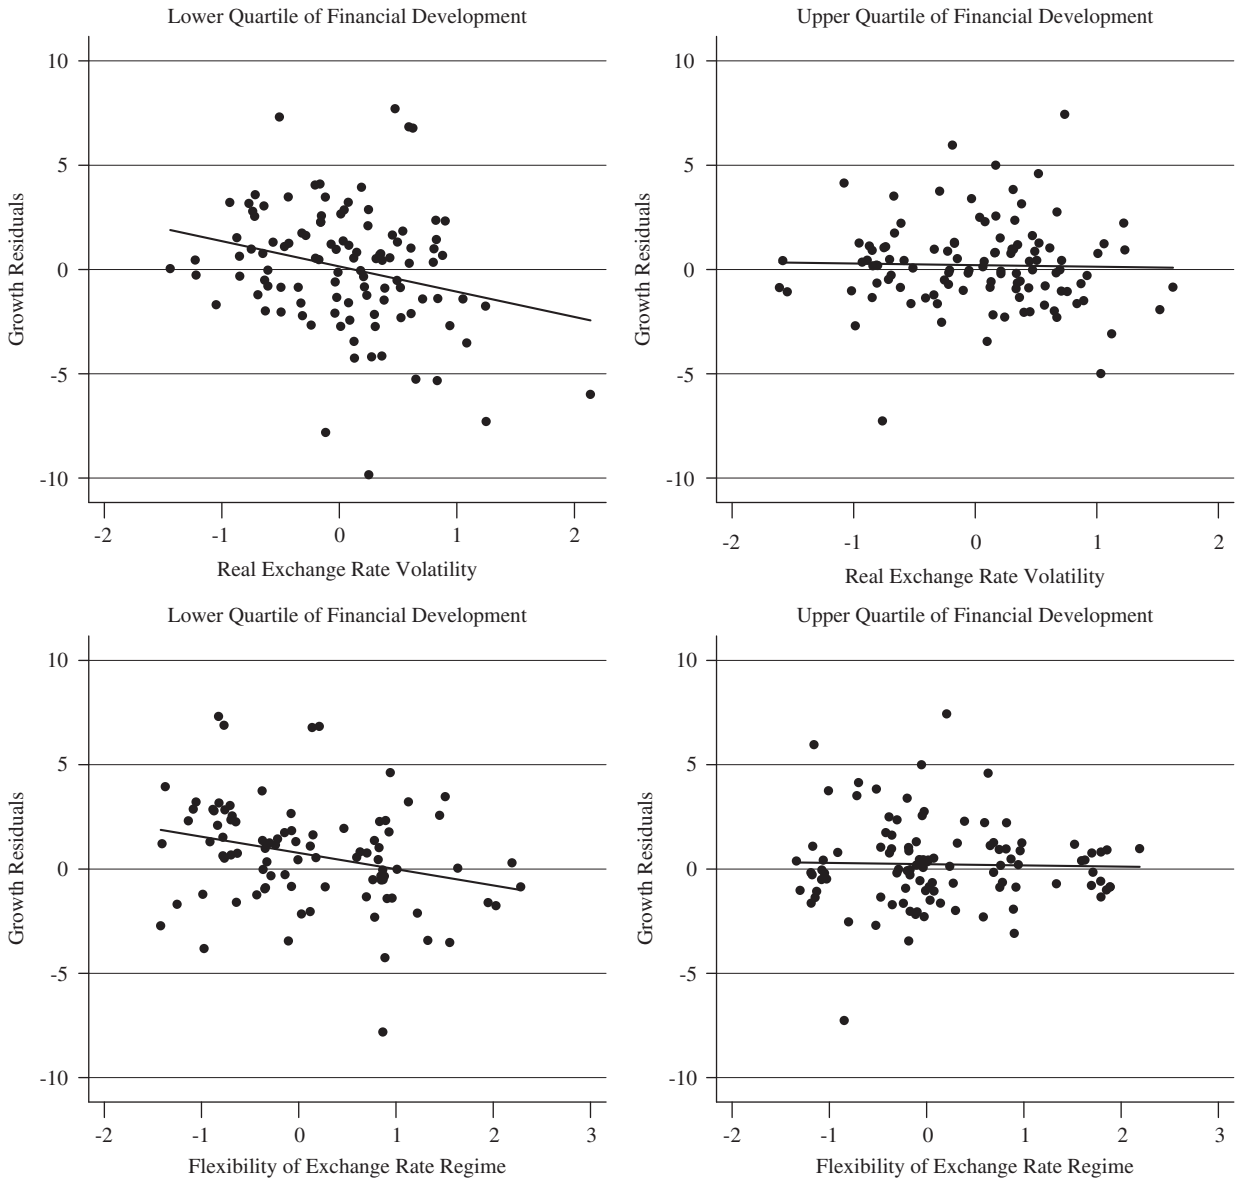 Lower Quartile of Financial Development
10
5
0
-5
-10
Growth Residuals
-2 -1 0 1 2
Real Exchange Rate Volatility
Upper Quartile of Financial Development
10
5
0
-5
-10
Growth Residuals
-2 -1 0 1 2
Real Exchange Rate Volatility
Lower Quartile of Financial Development
10
5
0
-5
-10
Growth Residuals
-2 -1 0 1 2 3
Flexibility of Exchange Rate Regime
Upper Quartile of Financial Development
10
5
0
-5
-10
Growth Residuals
-2 -1 0 1 2 3
Flexibility of Exchange Rate Regime